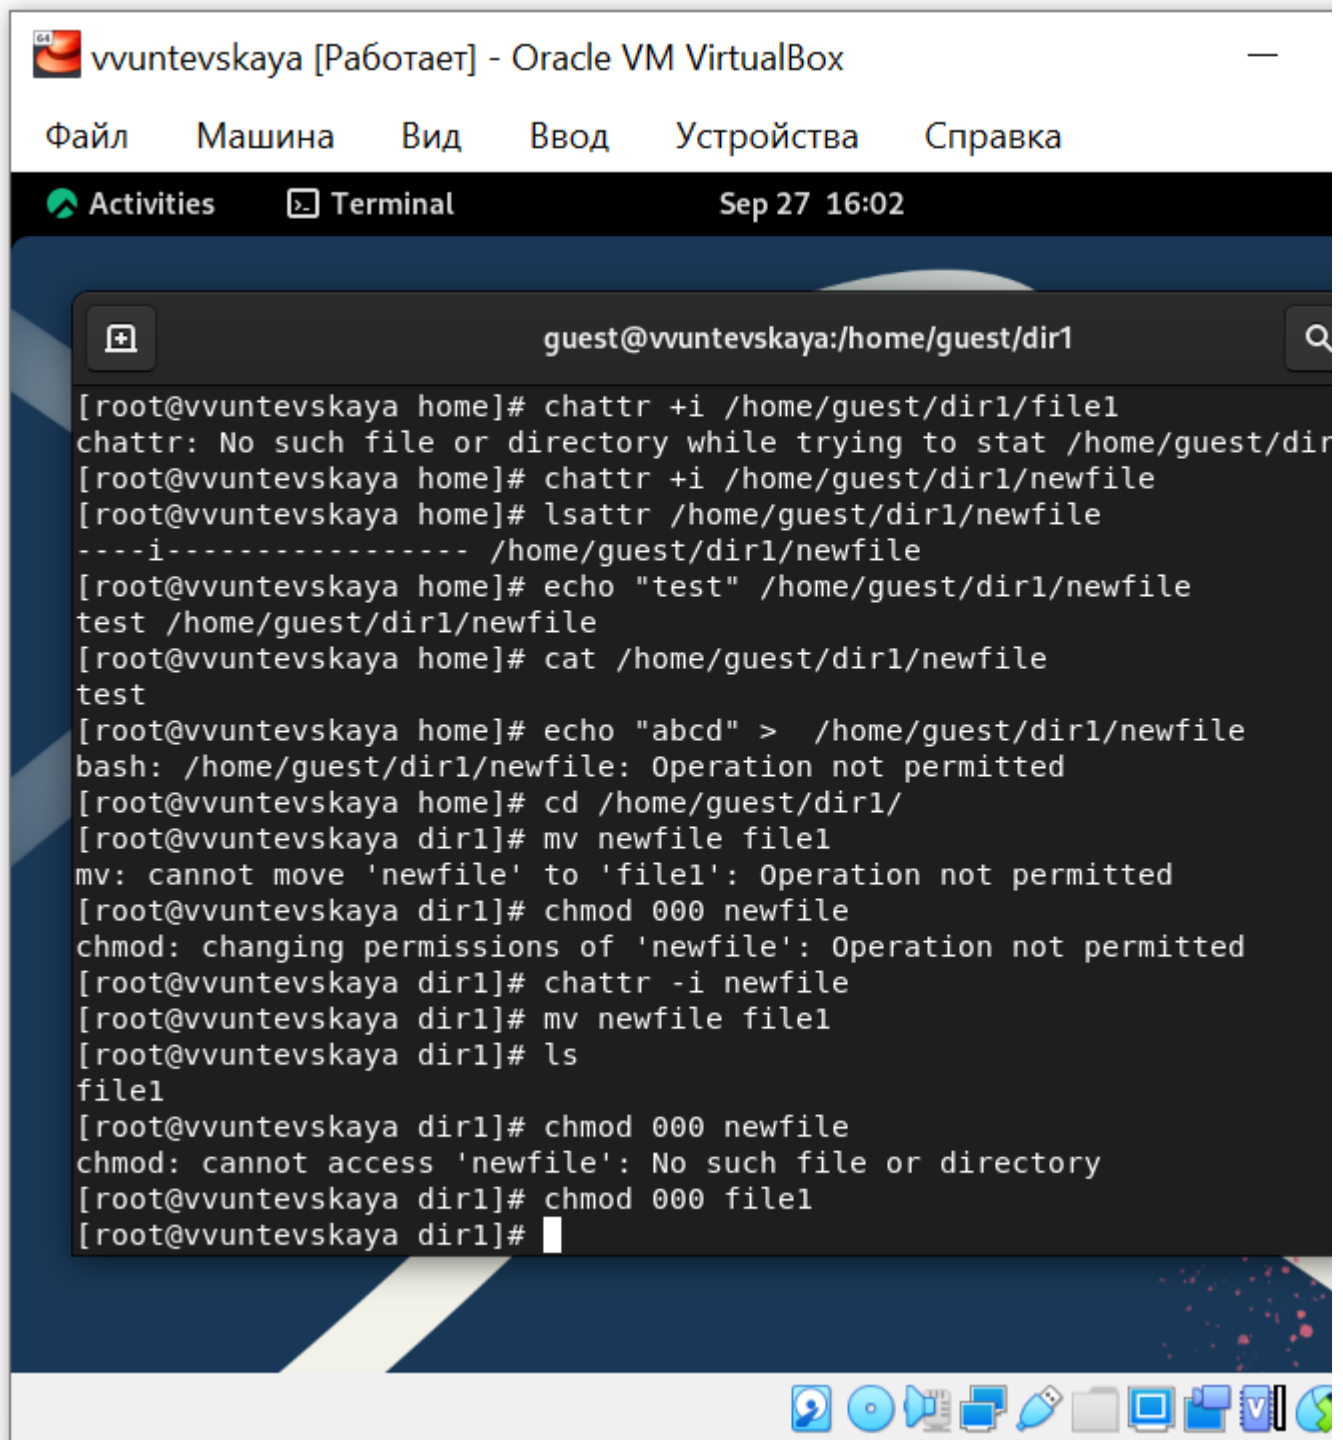 vvuntevskaya [Работает] - Oracle VM VirtualBox
Файл Машина Вид Ввод Устройства Справка
Activities Terminal Sep 27 16:02
guest@vvuntevskaya:/home/guest/dir1
[root@vvuntevskaya home]# chattr +i /home/guest/dir1/file1
chattr: No such file or directory while trying to stat /home/guest/dir
[root@vvuntevskaya home]# chattr +i /home/guest/dir1/newfile
[root@vvuntevskaya home]# lsattr /home/guest/dir1/newfile
----i----------------- /home/guest/dir1/newfile
[root@vvuntevskaya home]# echo "test" /home/guest/dir1/newfile
test /home/guest/dir1/newfile
[root@vvuntevskaya home]# cat /home/guest/dir1/newfile
test
[root@vvuntevskaya home]# echo "abcd" >  /home/guest/dir1/newfile
bash: /home/guest/dir1/newfile: Operation not permitted
[root@vvuntevskaya home]# cd /home/guest/dir1/
[root@vvuntevskaya dir1]# mv newfile file1
mv: cannot move 'newfile' to 'file1': Operation not permitted
[root@vvuntevskaya dir1]# chmod 000 newfile
chmod: changing permissions of 'newfile': Operation not permitted
[root@vvuntevskaya dir1]# chattr -i newfile
[root@vvuntevskaya dir1]# mv newfile file1
[root@vvuntevskaya dir1]# ls
file1
[root@vvuntevskaya dir1]# chmod 000 newfile
chmod: cannot access 'newfile': No such file or directory
[root@vvuntevskaya dir1]# chmod 000 file1
[root@vvuntevskaya dir1]#